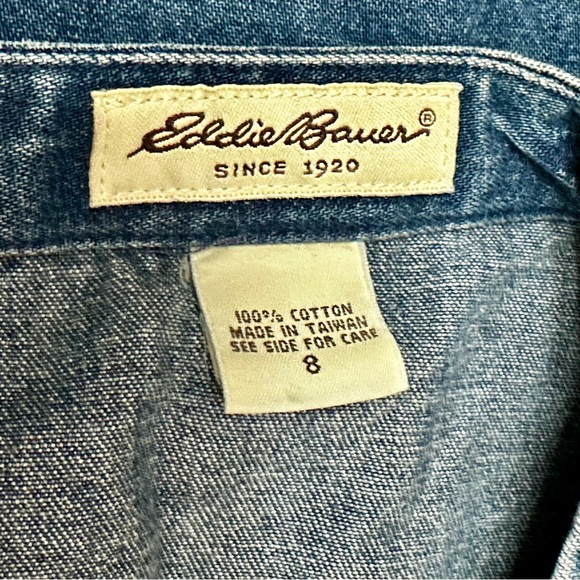 Eddie Bauer®
SINCE 1920
100% COTTON
MADE IN TAIWAN
SEE SIDE FOR CARE
8